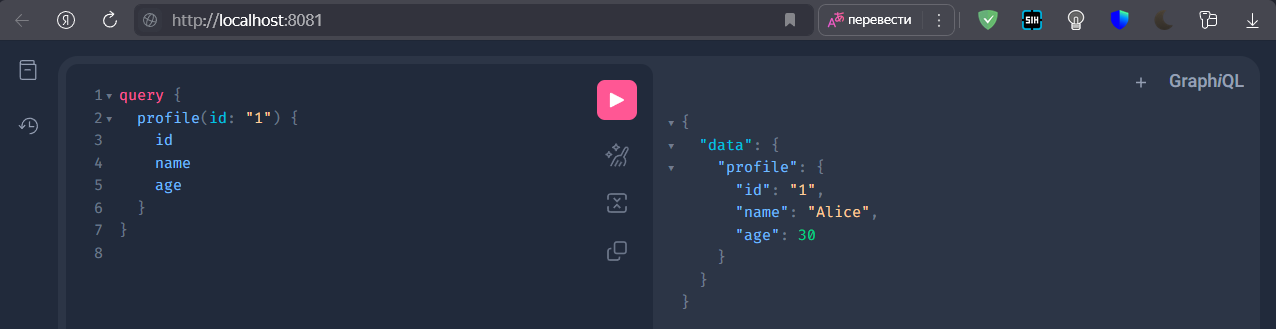 http://localhost:8081
перевести
SIH
GraphiQL
1 query {
2 profile(id: "1") {
3 id
4 name
5 age
6 }
7 }
8
{
"data": {
"profile": {
"id": "1",
"name": "Alice",
"age": 30
}
}
}